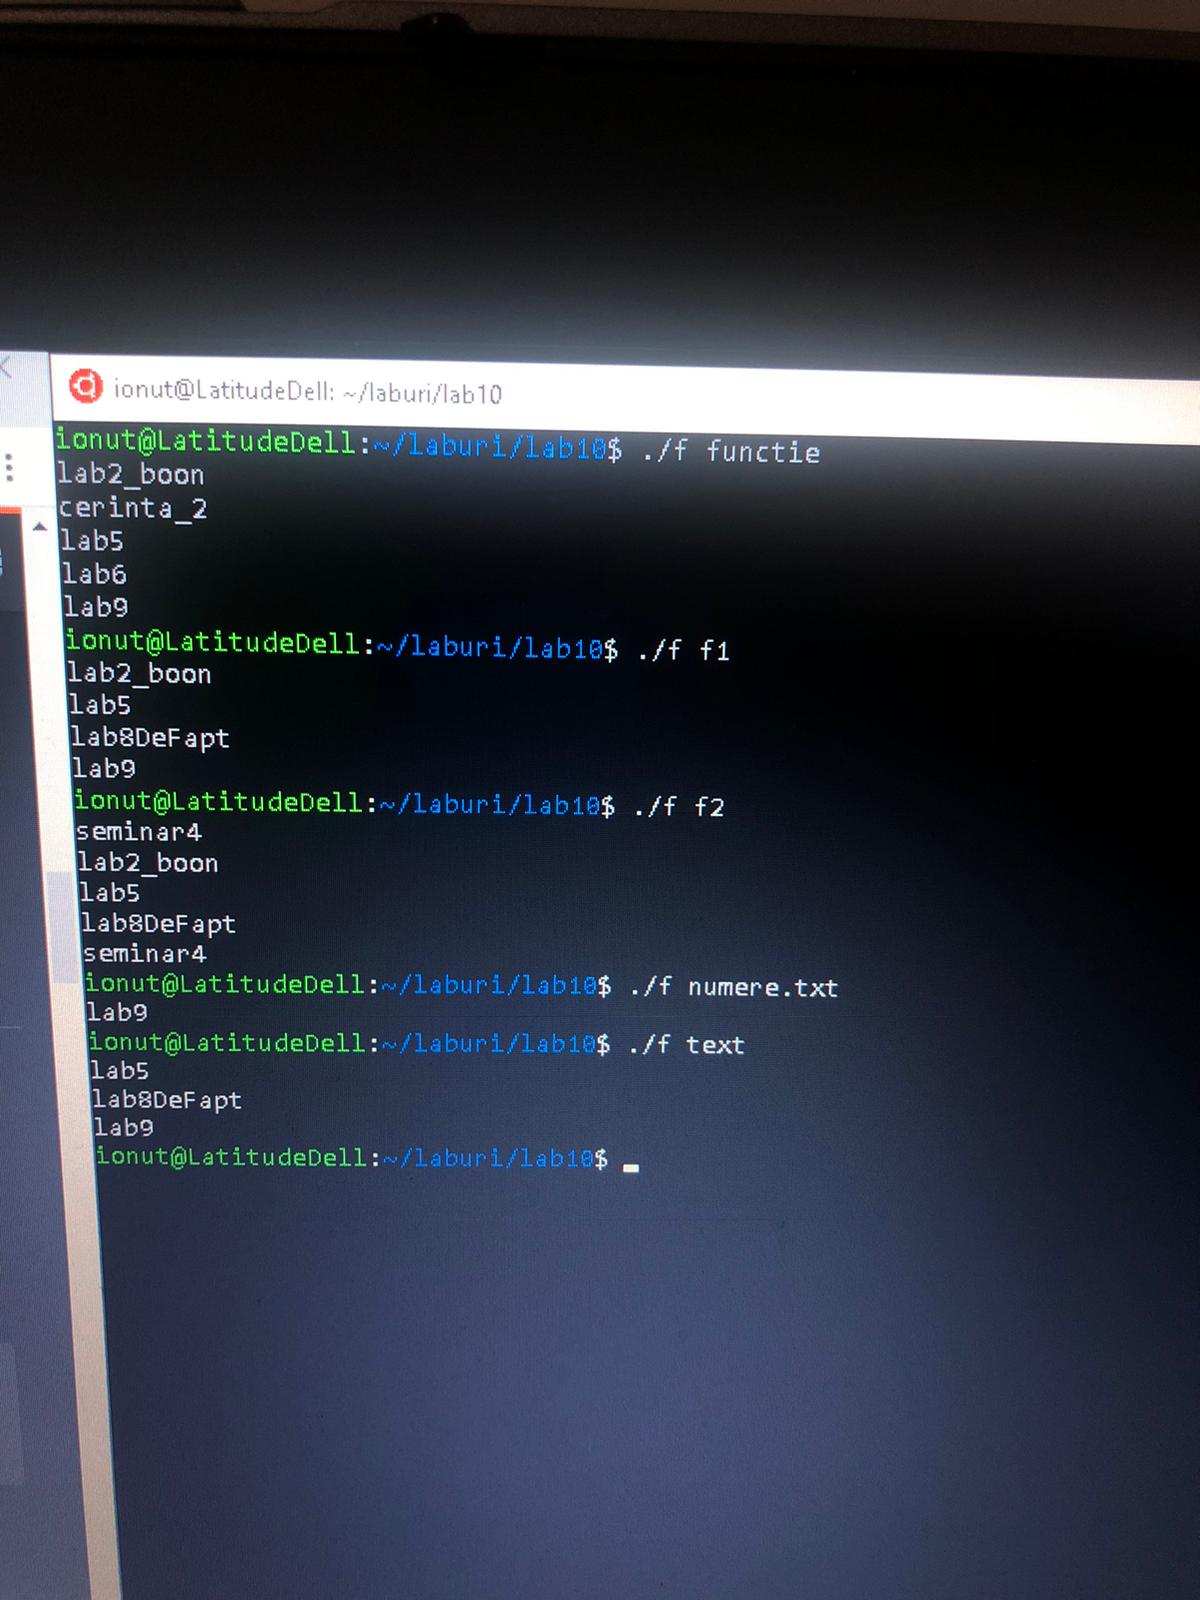 ionut@LatitudeDell: ~/laburi/lab10
ionut@LatitudeDell:~/laburi/lab10$ ./f functie
lab2_boon
cerinta_2
lab5
lab6
lab9
ionut@LatitudeDell:~/laburi/lab10$ ./f f1
lab2_boon
lab5
lab8DeFapt
lab9
ionut@LatitudeDell:~/laburi/lab10$ ./f f2
seminar4
lab2_boon
lab5
lab8DeFapt
seminar4
ionut@LatitudeDell:~/laburi/lab10$ ./f numere.txt
lab9
ionut@LatitudeDell:~/laburi/lab10$ ./f text
lab5
lab8DeFapt
lab9
ionut@LatitudeDell:~/laburi/lab10$